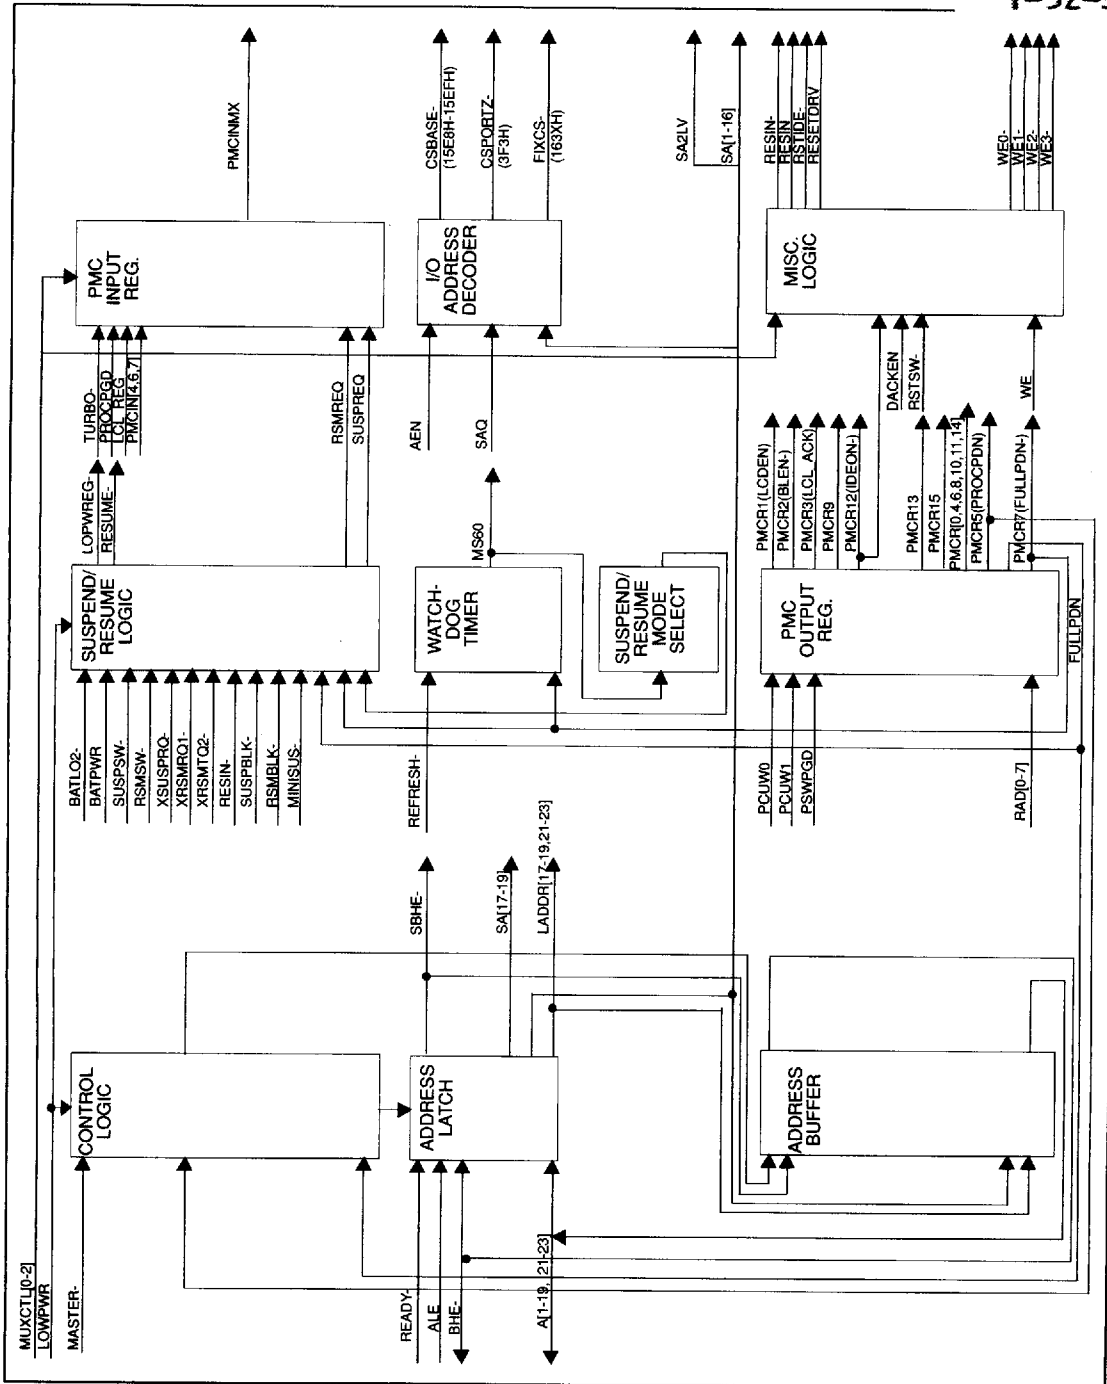 MUXCTL[0-2]
LOWPWR
MASTER-
CONTROL
LOGIC
BATLO2-
BATPWR
SUSPSW-
RSMSW-
XSUSPRQ-
XRSMRQ1-
XRSMTQ2-
RESIN-
SUSPBLK-
RSMBLK-
MINISUS-
SUSPEND/
RESUME
LOGIC
LOPWREG-
RESUME-
TURBO-
PROCPGD
LCL_REG
PMCIN[4,6,7]
RSMREQ
SUSPREQ
PMC
INPUT
REG.
PMCINMX
READY-
ALE
BHE-
A[1-19, 21-23]
ADDRESS
LATCH
SBHE-
SA[17-19]
LADDR[17-19,21-23]
REFRESH-
WATCH-
DOG
TIMER
MS60
AEN
SAQ
I/O
ADDRESS
DECODER
CSBASE-
(15E8H-15EFH)
CSPORTZ-
(3F3H)
FIXCS-
(163XH)
SUSPEND/
RESUME
MODE
SELECT
SA2LV
SA[1-16]
ADDRESS
BUFFER
PCUW0
PCUW1
PSWPGD
RAD[0-7]
PMC
OUTPUT
REG.
FULLPDN
PMCR1(LCDEN)
PMCR2(BLEN-)
PMCR3(LCL_ACK)
PMCR9
PMCR12(IDEON-)
PMCR13
PMCR15
PMCR[0,4,6,8,10,11,14]
PMCR5(PROCPDN)
PMCR7(FULLPDN-)
DACKEN
RSTSW-
WE
MISC.
LOGIC
RESIN-
RESIN
RSTIDE-
RESETDRV
WE0-
WE1-
WE2-
WE3-